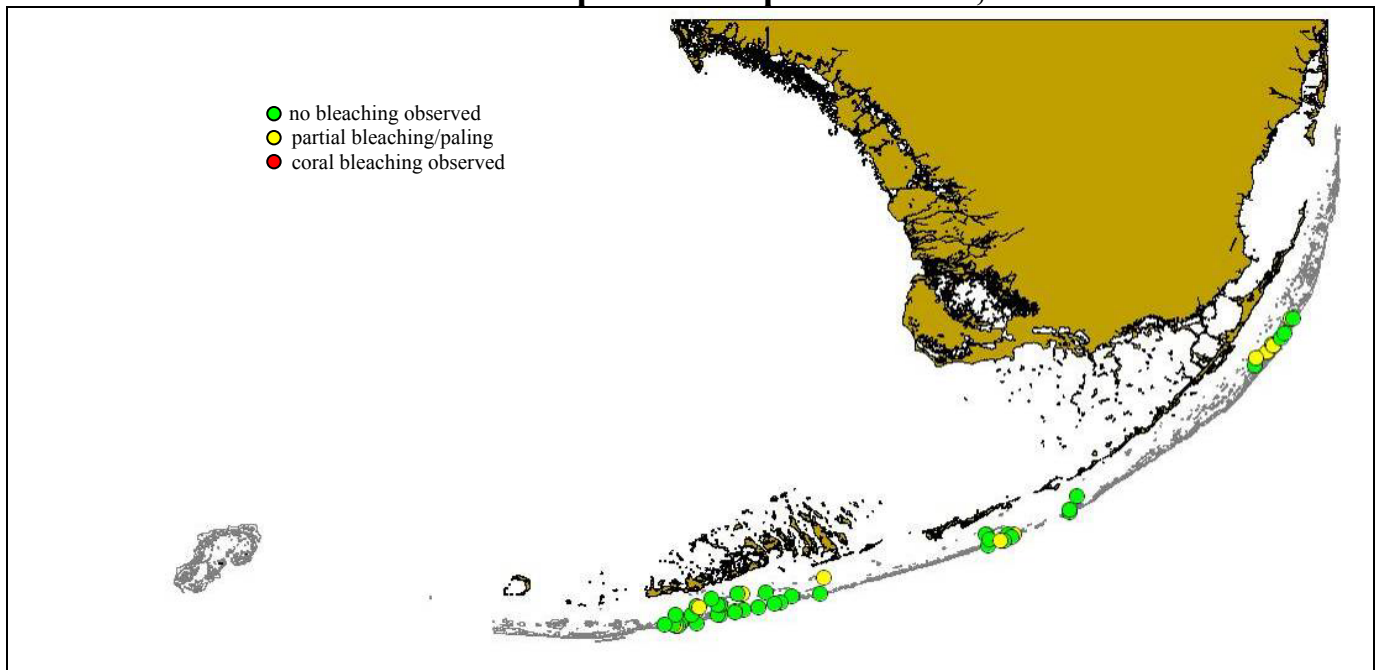 no bleaching observed
partial bleaching/paling
coral bleaching observed